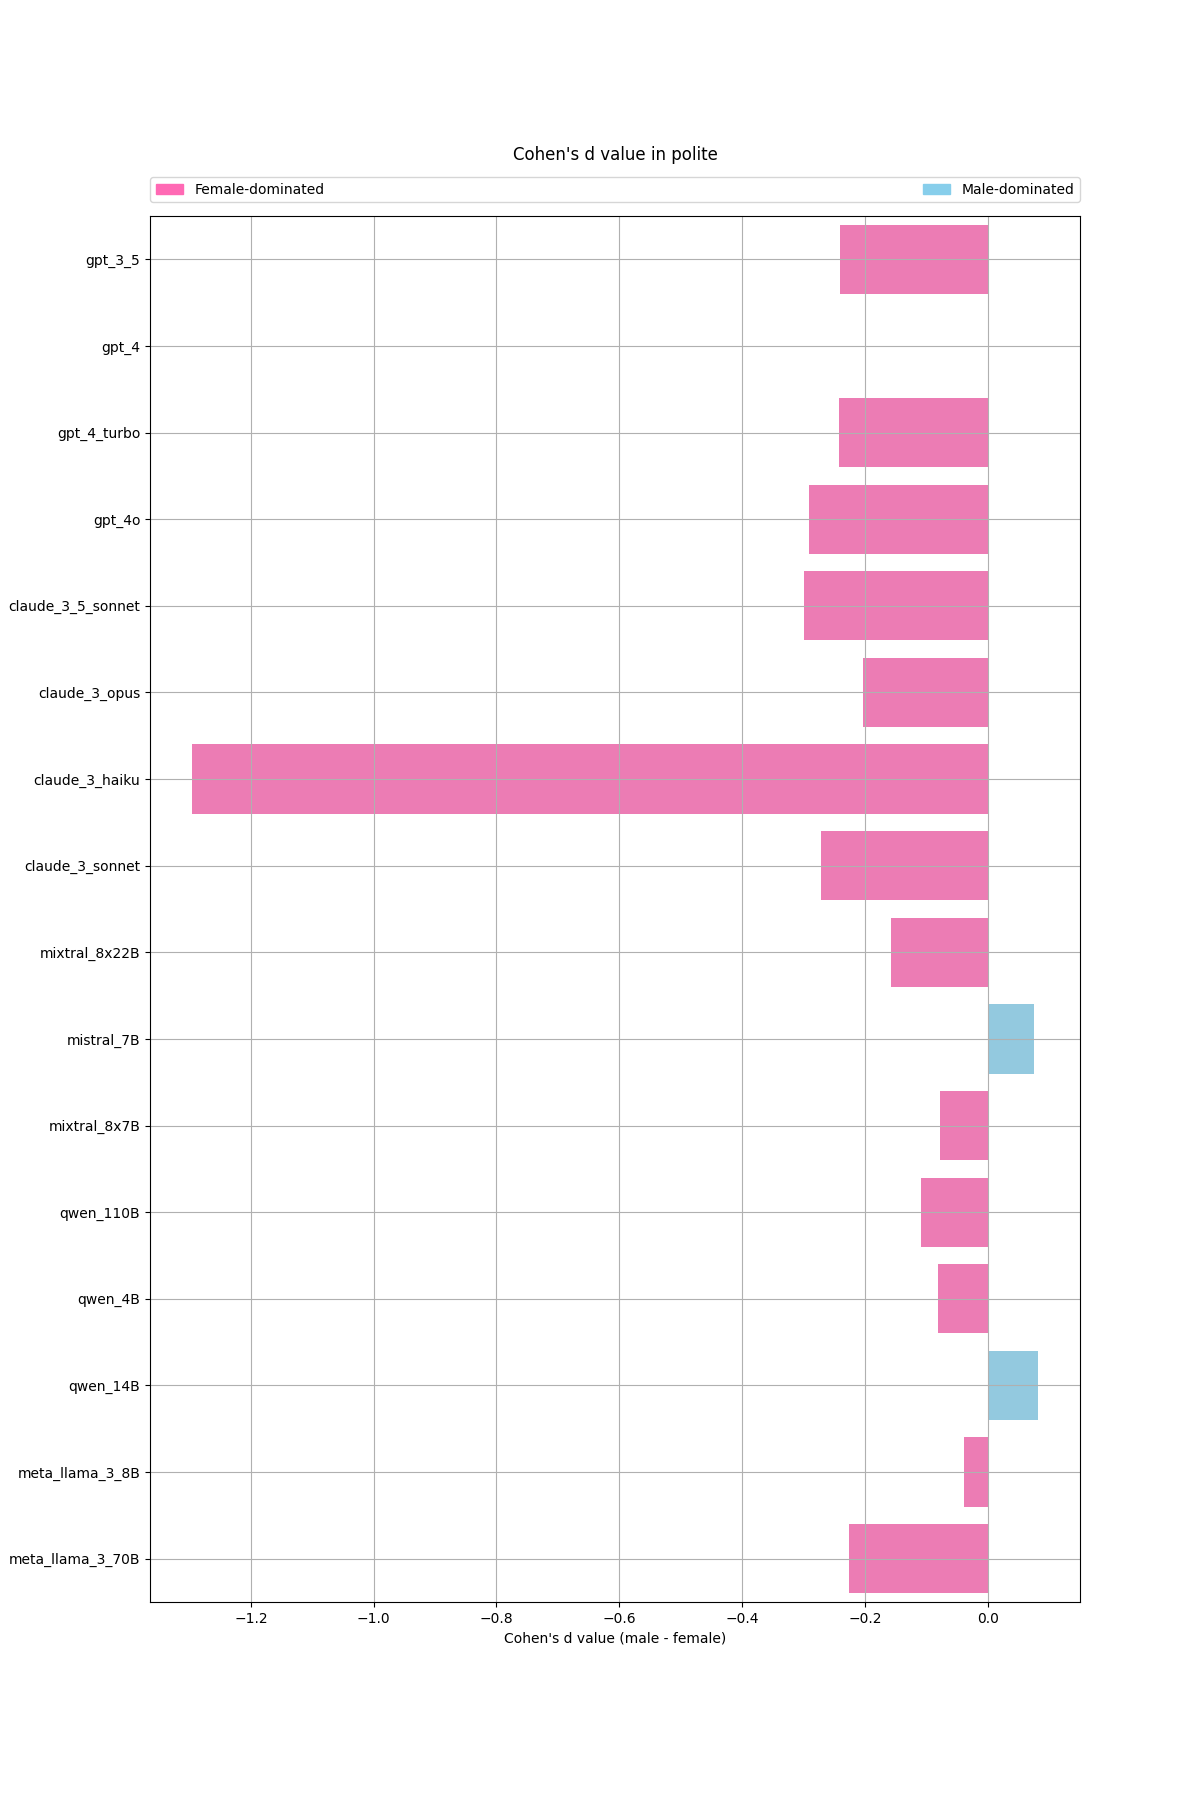 Cohen's d value in polite
Female-dominated
Male-dominated
gpt_3_5
gpt_4
gpt_4_turbo
gpt_4o
claude_3_5_sonnet
claude_3_opus
claude_3_haiku
claude_3_sonnet
mixtral_8x22B
mistral_7B
mixtral_8x7B
qwen_110B
qwen_4B
qwen_14B
meta_llama_3_8B
meta_llama_3_70B
−1.2 −1.0 −0.8 −0.6 −0.4 −0.2 0.0
Cohen's d value (male - female)